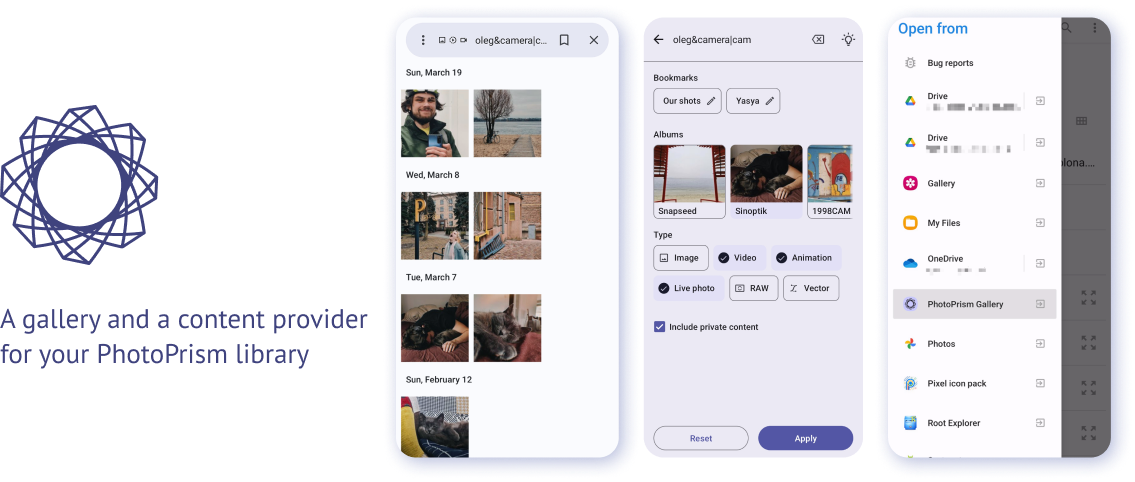 A gallery and a content provider
for your PhotoPrism library
oleg&camera|c...
Sun, March 19
Wed, March 8
P
Tue, March 7
Sun, February 12
oleg&camera|cam
Bookmarks
Our shots
Yasya
Albums
Snapseed
Sinoptik
1998CAM
Type
Image
Video
Animation
Live photo
RAW
Vector
Include private content
Reset
Apply
Open from
Bug reports
Drive
Drive
Gallery
My Files
OneDrive
PhotoPrism Gallery
Photos
Pixel icon pack
Root Explorer
olona....